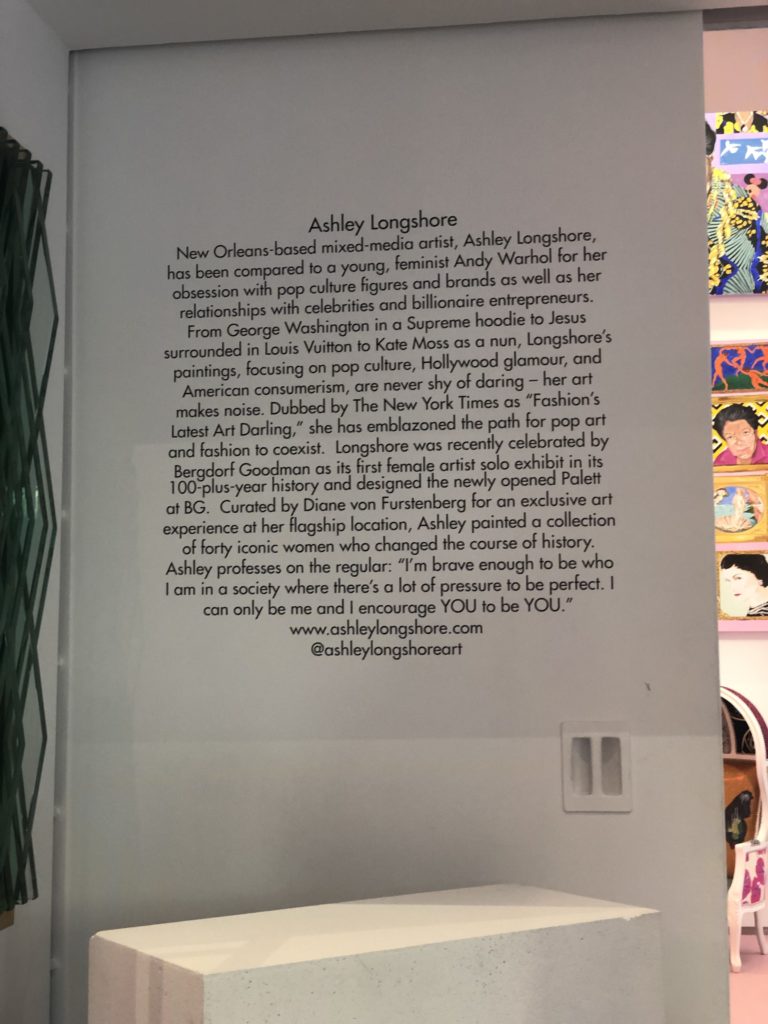 Ashley Longshore
New Orleans-based mixed-media artist, Ashley Longshore,
has been compared to a young, feminist Andy Warhol for her
obsession with pop culture figures and brands as well as her
relationships with celebrities and billionaire entrepreneurs.
From George Washington in a Supreme hoodie to Jesus
surrounded in Louis Vuitton to Kate Moss as a nun, Longshore's
paintings, focusing on pop culture, Hollywood glamour, and
American consumerism, are never shy of daring – her art
makes noise. Dubbed by The New York Times as “Fashion's
Latest Art Darling,” she has emblazoned the path for pop art
and fashion to coexist.  Longshore was recently celebrated by
Bergdorf Goodman as its first female artist solo exhibit in its
100-plus-year history and designed the newly opened Palett
at BG.  Curated by Diane von Furstenberg for an exclusive art
experience at her flagship location, Ashley painted a collection
of forty iconic women who changed the course of history.
Ashley professes on the regular: “I'm brave enough to be who
I am in a society where there's a lot of pressure to be perfect. I
can only be me and I encourage YOU to be YOU.”
www.ashleylongshore.com
@ashleylongshoreart